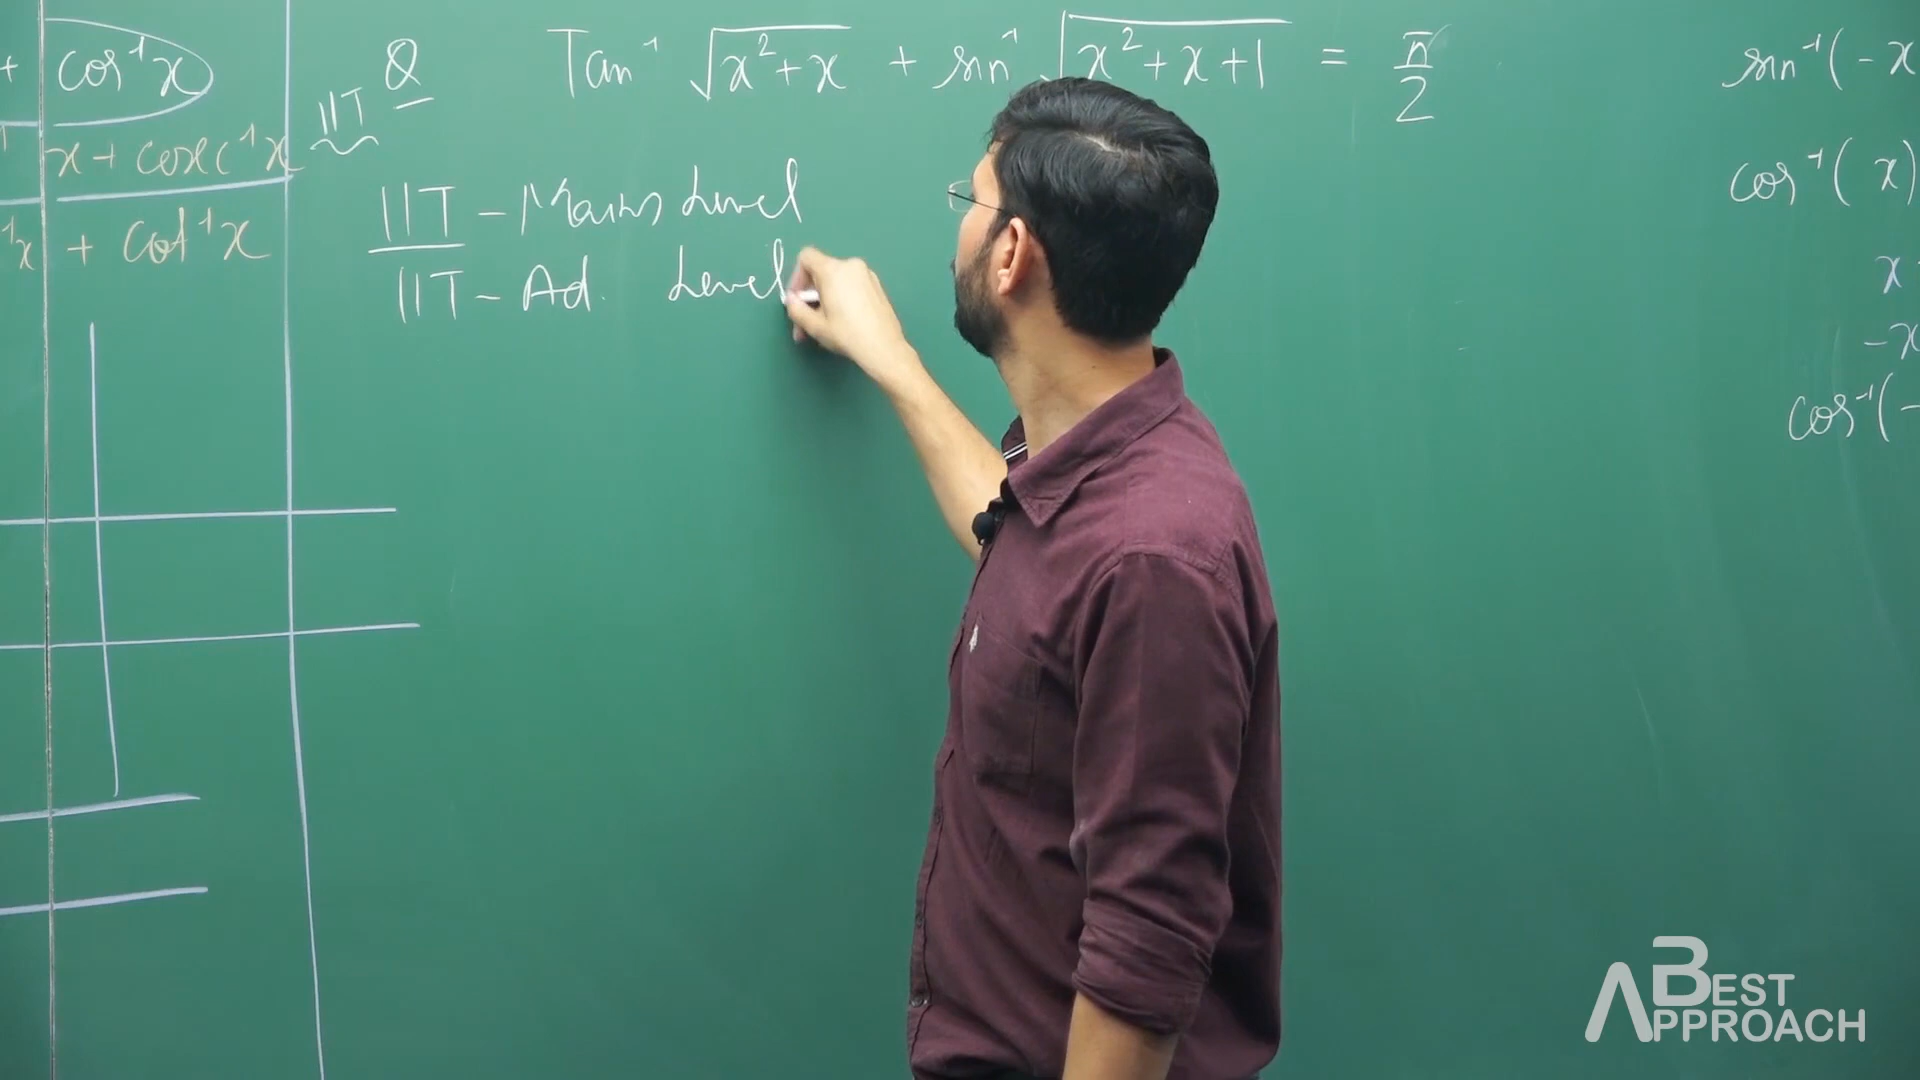 + cos⁻¹x
x + cosec⁻¹x
⁻¹x + cot⁻¹x
IIT Q Tan⁻¹ √x²+x + sin⁻¹ √x²+x+1 = π/2
IIT - Mains Level
IIT - Ad. Level
sin⁻¹(-x
cos⁻¹( x)
x
-x
cos⁻¹(-
BEST
APPROACH